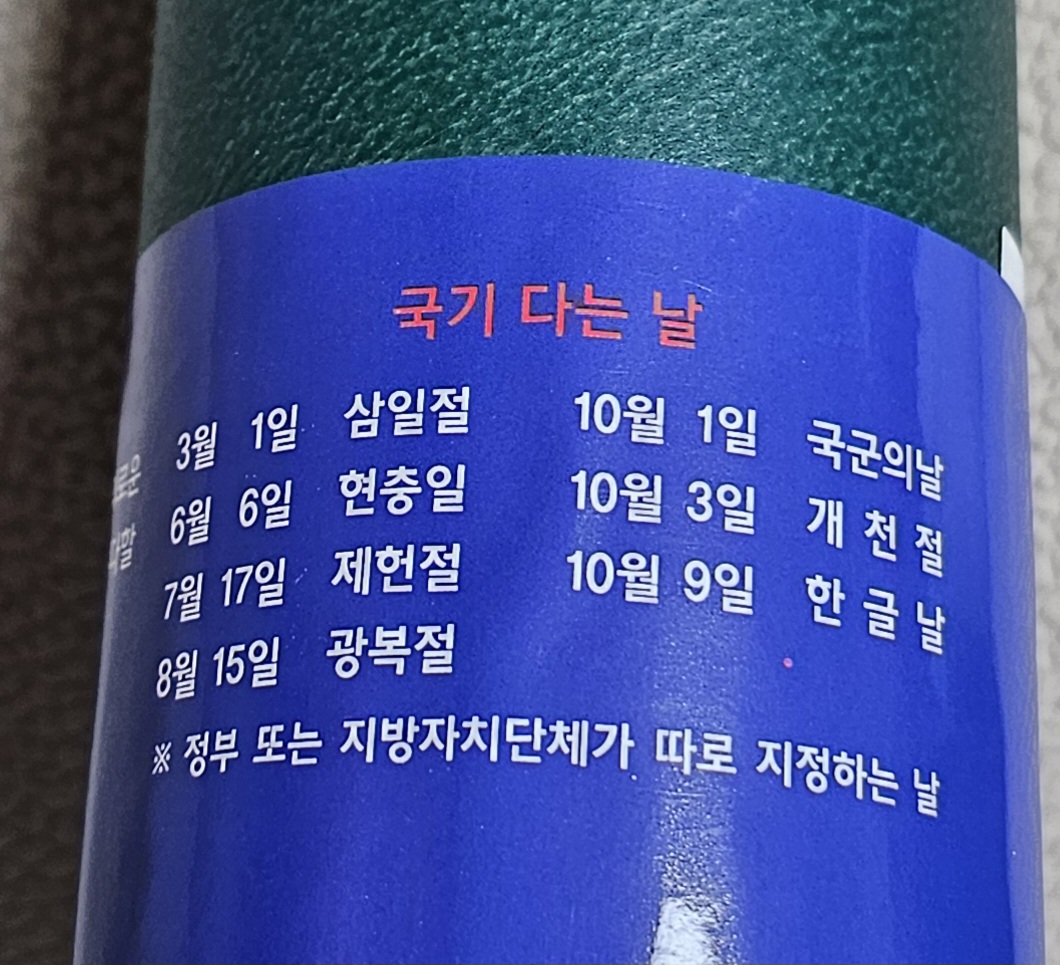 국기 다는 날
3월 1일 삼일절
6월 6일 현충일
7월 17일 제헌절
8월 15일 광복절
10월 1일 국군의날
10월 3일 개천절
10월 9일 한글날
※ 정부 또는 지방자치단체가 따로 지정하는 날